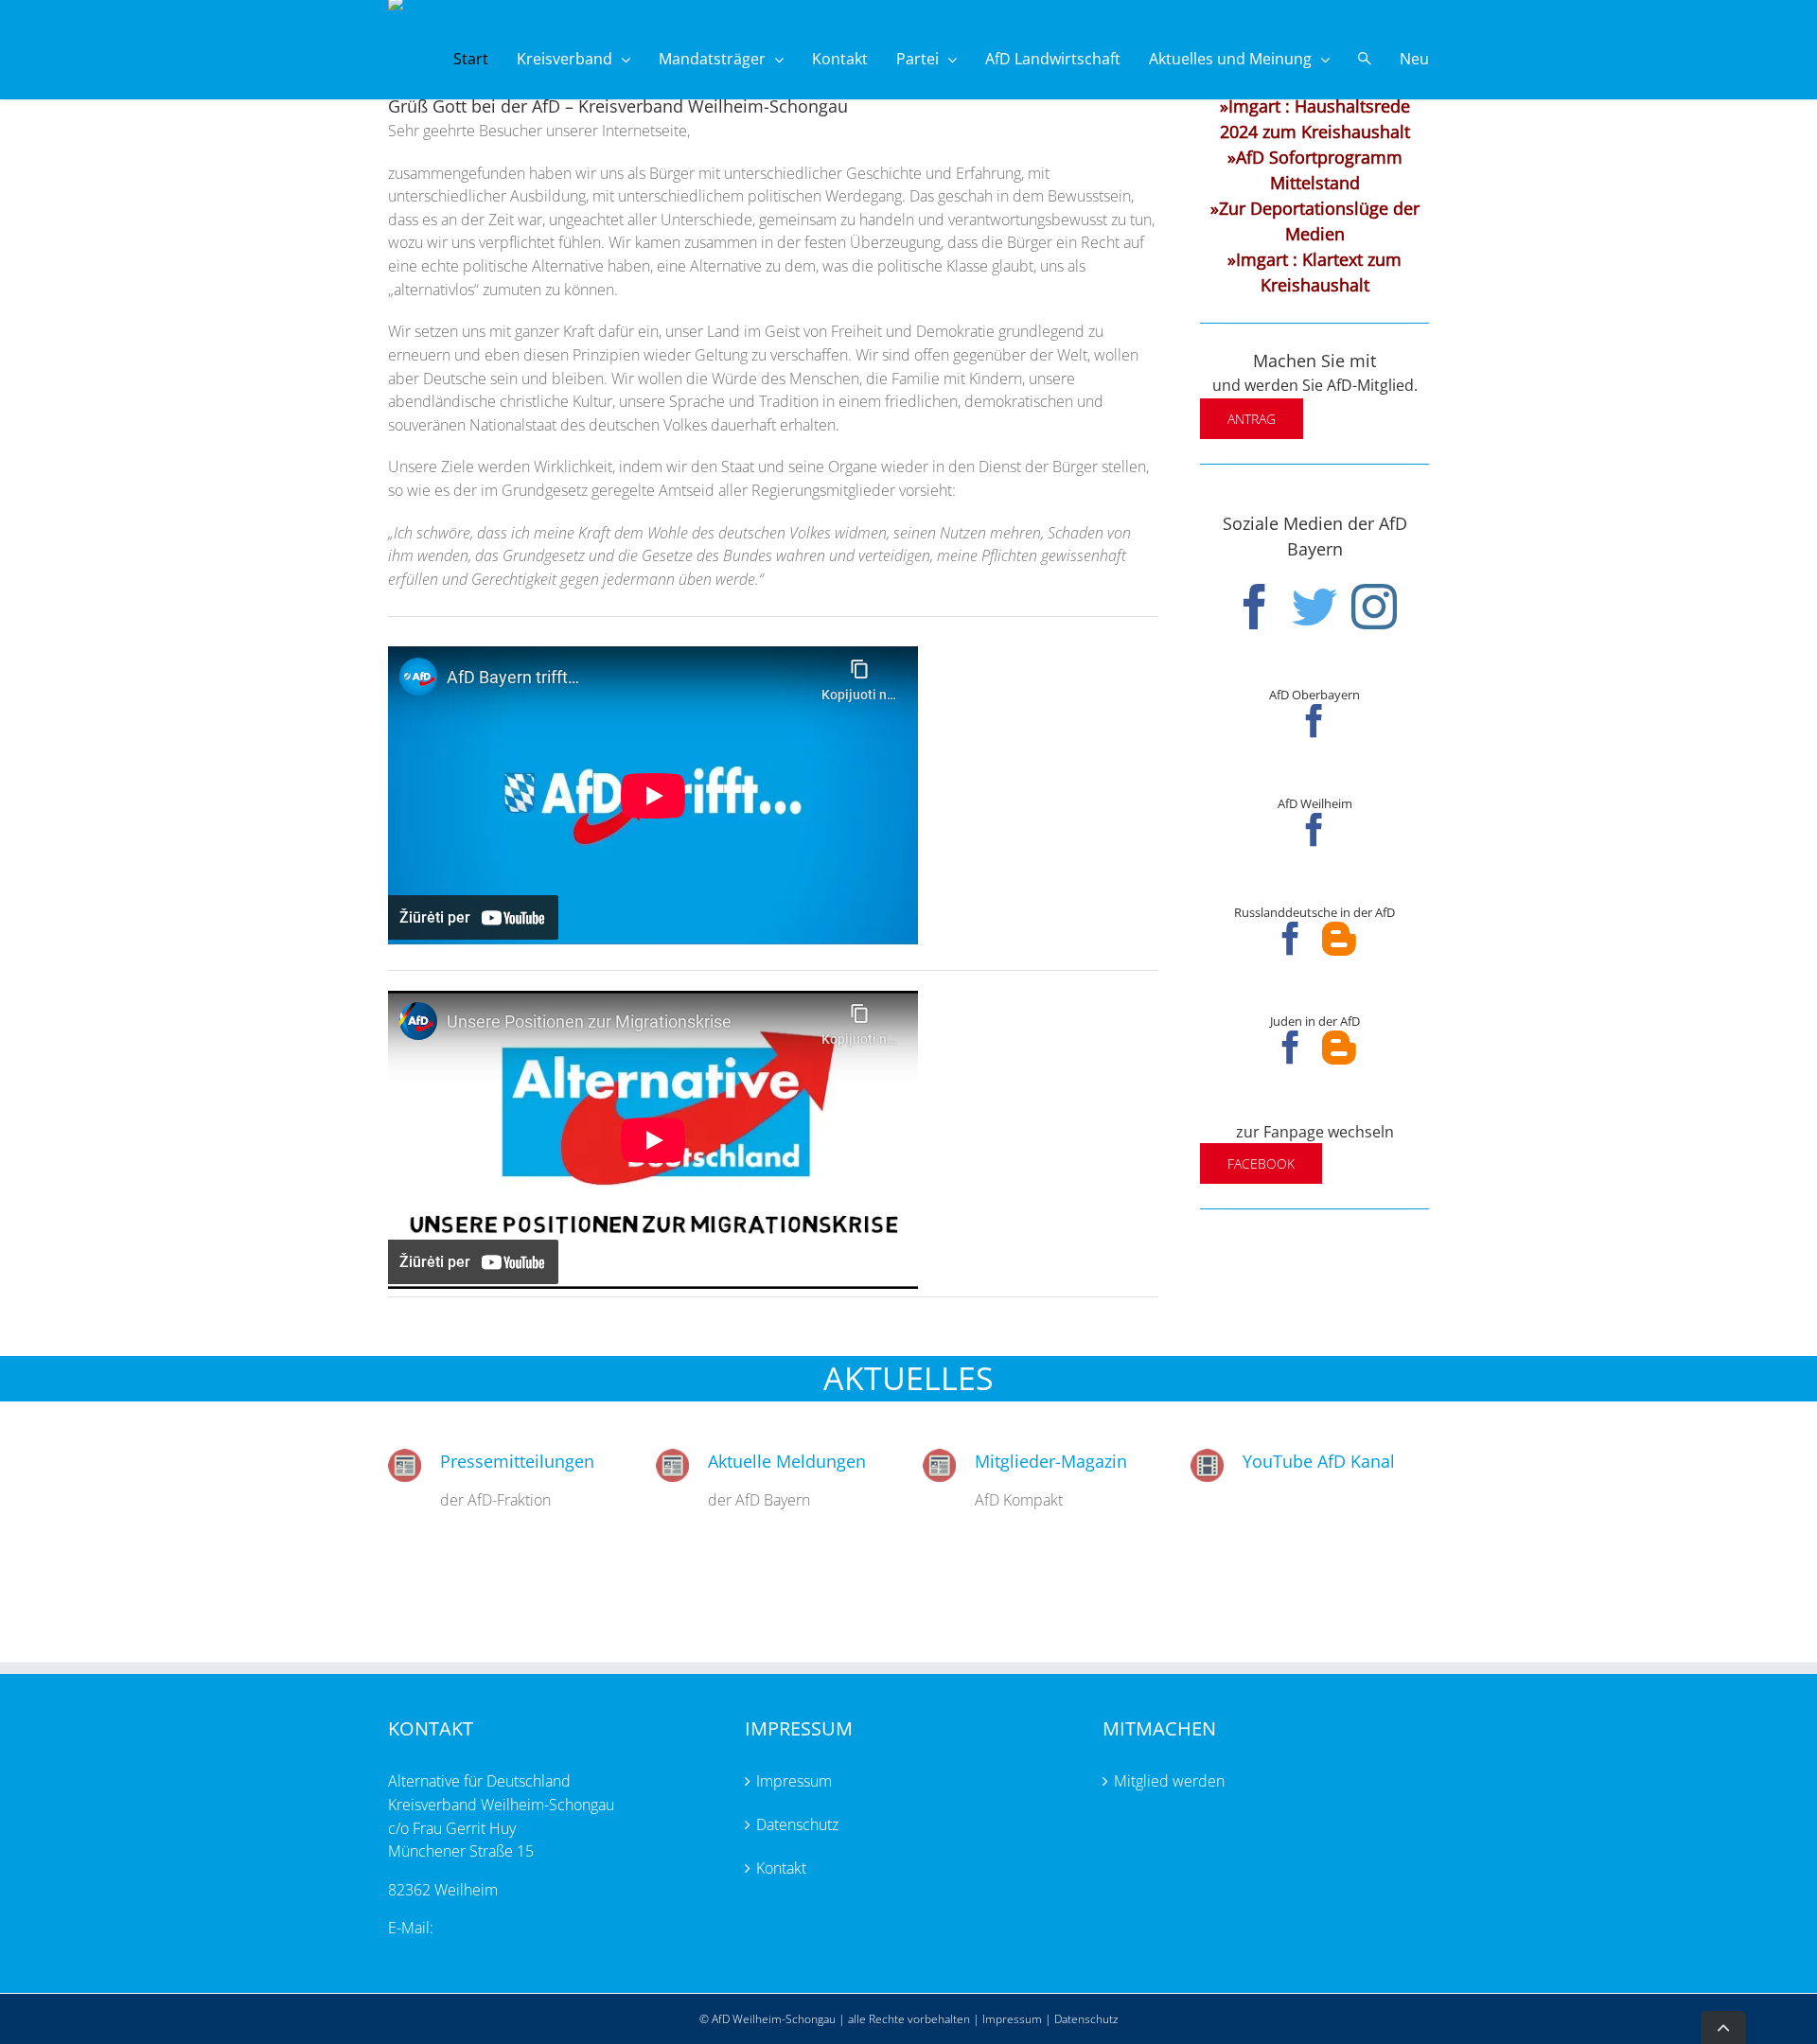 Start
Kreisverband
Mandatsträger
Kontakt
Partei
AfD Landwirtschaft
Aktuelles und Meinung
Neu
Grüß Gott bei der AfD – Kreisverband Weilheim-Schongau
Sehr geehrte Besucher unserer Internetseite,
zusammengefunden haben wir uns als Bürger mit unterschiedlicher Geschichte und Erfahrung, mit
unterschiedlicher Ausbildung, mit unterschiedlichem politischen Werdegang. Das geschah in dem Bewusstsein,
dass es an der Zeit war, ungeachtet aller Unterschiede, gemeinsam zu handeln und verantwortungsbewusst zu tun,
wozu wir uns verpflichtet fühlen. Wir kamen zusammen in der festen Überzeugung, dass die Bürger ein Recht auf
eine echte politische Alternative haben, eine Alternative zu dem, was die politische Klasse glaubt, uns als
„alternativlos“ zumuten zu können.
Wir setzen uns mit ganzer Kraft dafür ein, unser Land im Geist von Freiheit und Demokratie grundlegend zu
erneuern und eben diesen Prinzipien wieder Geltung zu verschaffen. Wir sind offen gegenüber der Welt, wollen
aber Deutsche sein und bleiben. Wir wollen die Würde des Menschen, die Familie mit Kindern, unsere
abendländische christliche Kultur, unsere Sprache und Tradition in einem friedlichen, demokratischen und
souveränen Nationalstaat des deutschen Volkes dauerhaft erhalten.
Unsere Ziele werden Wirklichkeit, indem wir den Staat und seine Organe wieder in den Dienst der Bürger stellen,
so wie es der im Grundgesetz geregelte Amtseid aller Regierungsmitglieder vorsieht:
„Ich schwöre, dass ich meine Kraft dem Wohle des deutschen Volkes widmen, seinen Nutzen mehren, Schaden von
ihm wenden, das Grundgesetz und die Gesetze des Bundes wahren und verteidigen, meine Pflichten gewissenhaft
erfüllen und Gerechtigkeit gegen jedermann üben werde.“
AfD
AfD Bayern trifft...
Kopijuoti n...
AfD trifft...
Žiūrėti per YouTube
AfD
Unsere Positionen zur Migrationskrise
Kopijuoti n...
Alternative
Deutschland
UNSERE POSITIONEN ZUR MIGRATIONSKRISE
Žiūrėti per YouTube
»Imgart : Haushaltsrede
2024 zum Kreishaushalt
»AfD Sofortprogramm
Mittelstand
»Zur Deportationslüge der
Medien
»Imgart : Klartext zum
Kreishaushalt
Machen Sie mit
und werden Sie AfD-Mitglied.
ANTRAG
Soziale Medien der AfD
Bayern
AfD Oberbayern
AfD Weilheim
Russlanddeutsche in der AfD
Juden in der AfD
zur Fanpage wechseln
FACEBOOK
AKTUELLES
Pressemitteilungen
der AfD-Fraktion
Aktuelle Meldungen
der AfD Bayern
Mitglieder-Magazin
AfD Kompakt
YouTube AfD Kanal
KONTAKT
Alternative für Deutschland
Kreisverband Weilheim-Schongau
c/o Frau Gerrit Huy
Münchener Straße 15
82362 Weilheim
E-Mail:
IMPRESSUM
Impressum
Datenschutz
Kontakt
MITMACHEN
Mitglied werden
© AfD Weilheim-Schongau | alle Rechte vorbehalten | Impressum | Datenschutz